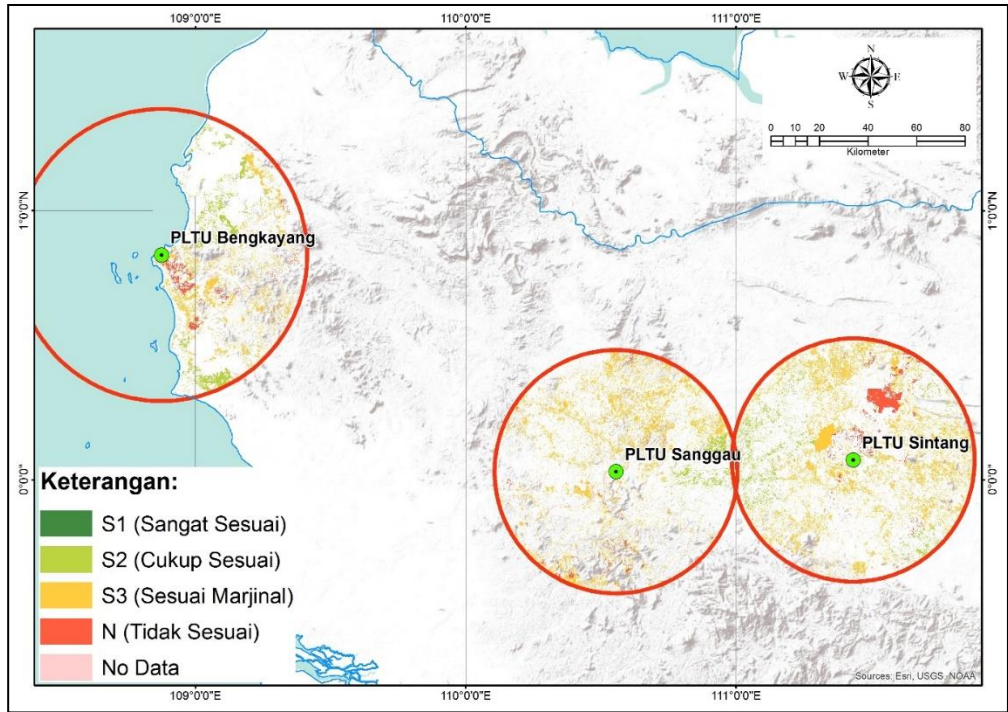 109°0'0"E 110°0'0"E 111°0'0"E
N
W E
S
0 10 20 40 60 80
Kilometer
1°0'0"N 1°0'0"N
PLTU Bengkayang
PLTU Sanggau
PLTU Sintang
0°0'0" 0°0'0"
Keterangan:
S1 (Sangat Sesuai)
S2 (Cukup Sesuai)
S3 (Sesuai Marjinal)
N (Tidak Sesuai)
No Data
Sources: Esri, USGS, NOAA
109°0'0"E 110°0'0"E 111°0'0"E